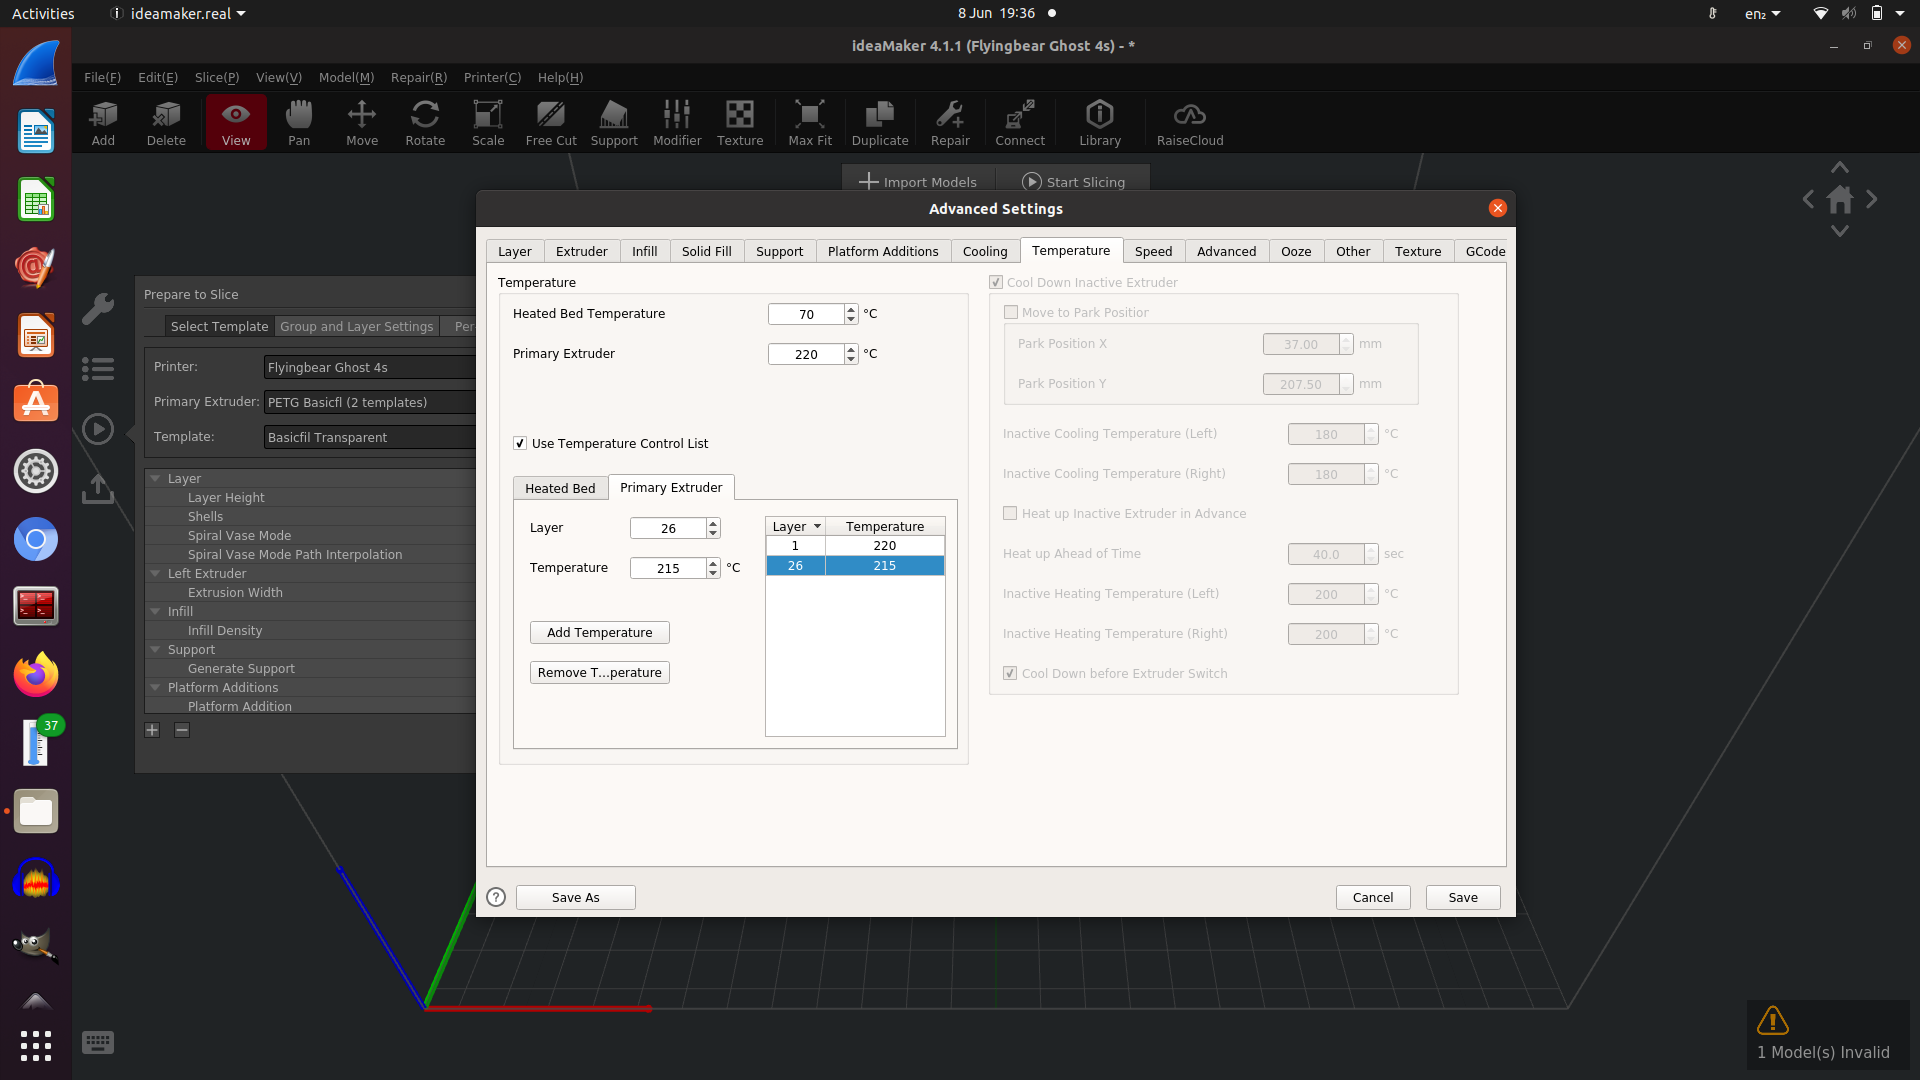 Activities
ideamaker.real
8 Jun 19:36
en₂
ideaMaker 4.1.1 (Flyingbear Ghost 4s) - *
File(F) Edit(E) Slice(P) View(V) Model(M) Repair(R) Printer(C) Help(H)
Add Delete View Pan Move Rotate Scale Free Cut Support Modifier Texture Max Fit Duplicate Repair Connect Library RaiseCloud
Import Models Start Slicing
Advanced Settings
Layer Extruder Infill Solid Fill Support Platform Additions Cooling Temperature Speed Advanced Ooze Other Texture GCode
Prepare to Slice
Select Template Group and Layer Settings Per
Printer: Flyingbear Ghost 4s
Primary Extruder: PETG Basicfl (2 templates)
Template: Basicfil Transparent
Layer
Layer Height
Shells
Spiral Vase Mode
Spiral Vase Mode Path Interpolation
Left Extruder
Extrusion Width
Infill
Infill Density
Support
Generate Support
Platform Additions
Platform Addition
Temperature
Heated Bed Temperature 70 °C
Primary Extruder 220 °C
Use Temperature Control List
Heated Bed Primary Extruder
Layer 26
Temperature 215 °C
Add Temperature
Remove T...perature
Layer Temperature
1 220
26 215
Cool Down Inactive Extruder
Move to Park Positior
Park Position X 37.00 mm
Park Position Y 207.50 mm
Inactive Cooling Temperature (Left) 180 °C
Inactive Cooling Temperature (Right) 180 °C
Heat up Inactive Extruder in Advance
Heat up Ahead of Time 40.0 sec
Inactive Heating Temperature (Left) 200 °C
Inactive Heating Temperature (Right) 200 °C
Cool Down before Extruder Switch
? Save As Cancel Save
37
1 Model(s) Invalid